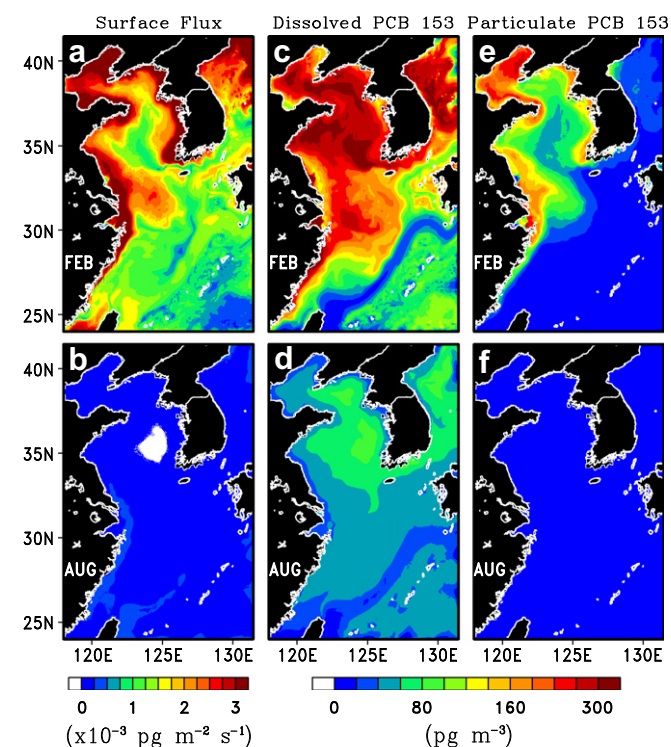 Surface Flux Dissolved PCB 153 Particulate PCB 153
40N a c e
35N
30N
FEB FEB FEB
25N
40N b d f
35N
30N
AUG AUG AUG
25N
120E 125E 130E 120E 125E 130E 120E 125E 130E
0 1 2 3 0 80 160 300
(x10⁻³ pg m⁻² s⁻¹) (pg m⁻³)